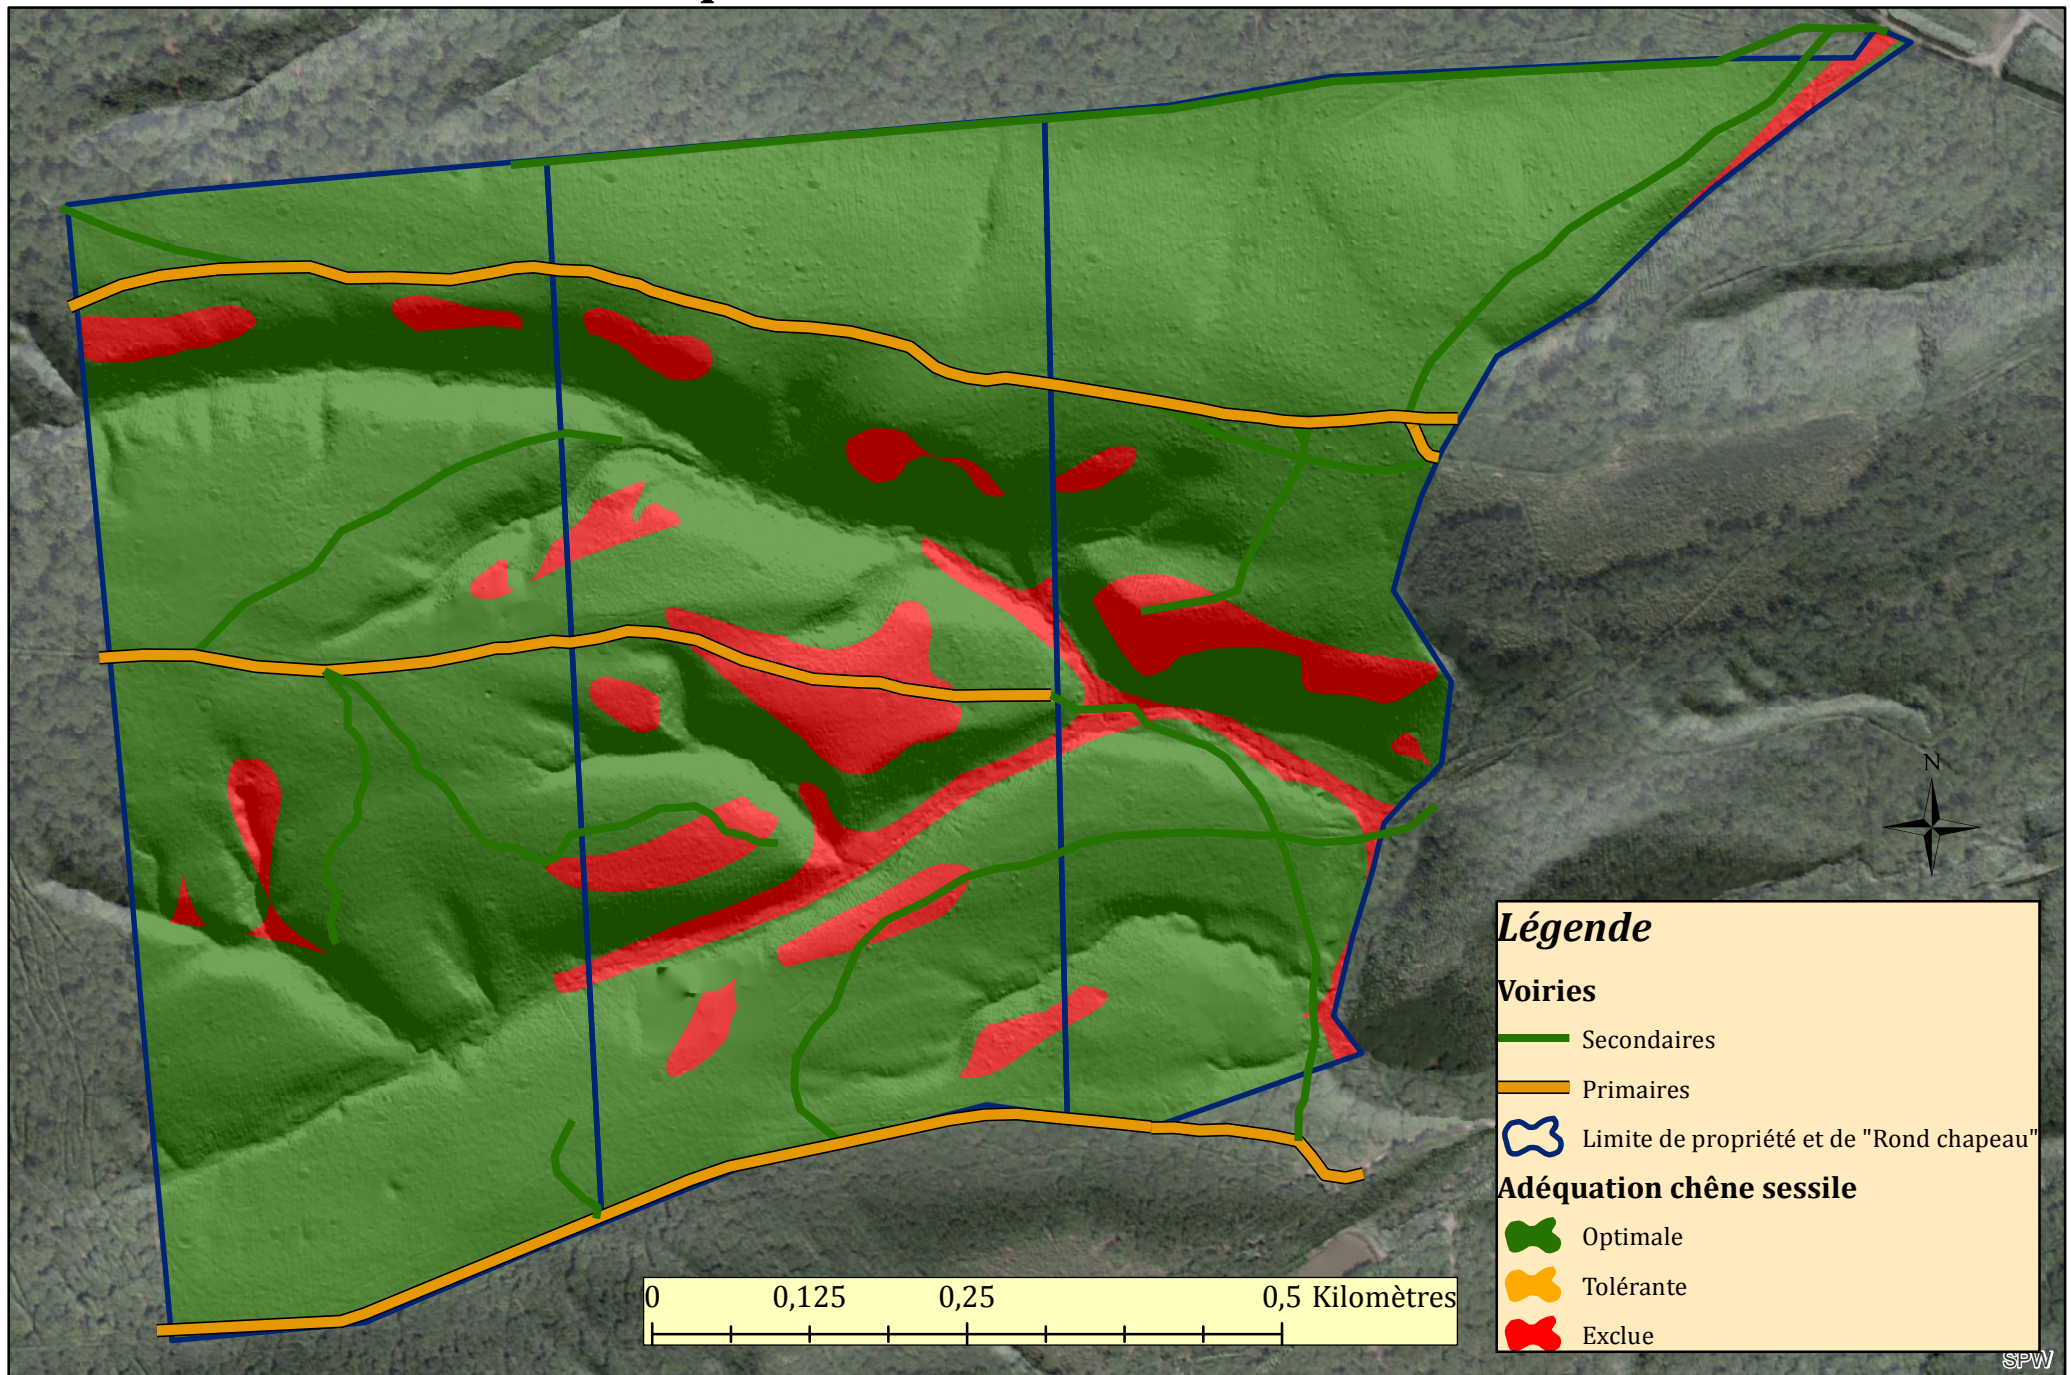 N
Légende
Voiries
Secondaires
Primaires
Limite de propriété et de "Rond chapeau"
Adéquation chêne sessile
Optimale
Tolérante
Exclue
0 0,125 0,25 0,5 Kilomètres
SPW